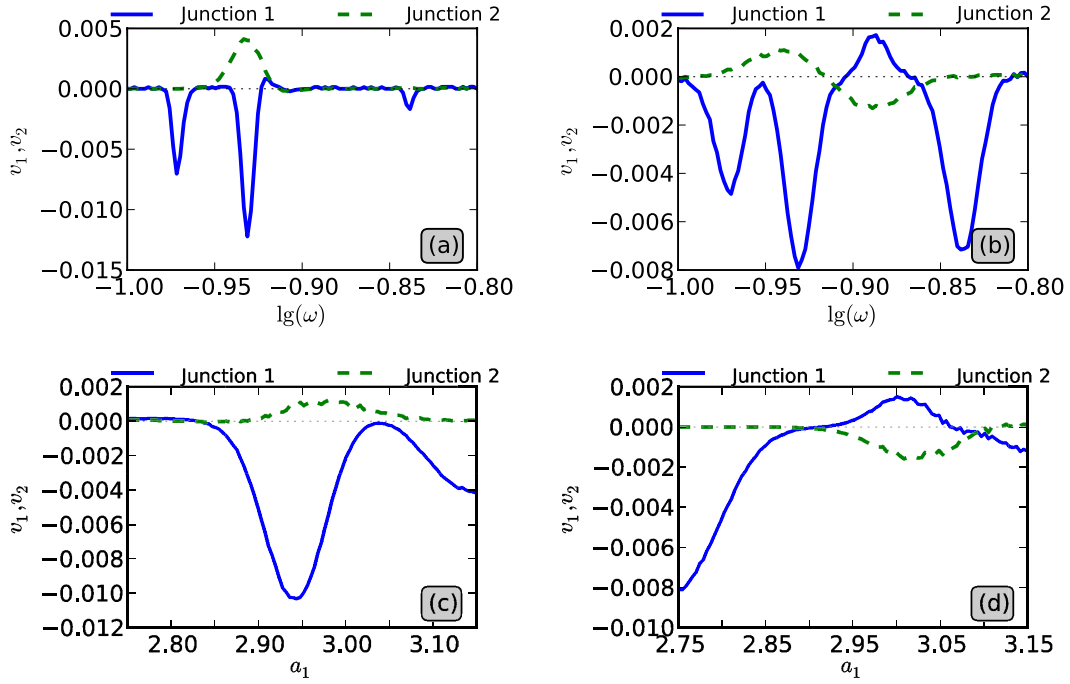 Junction 1 Junction 2
0.005
0.000
−0.005
−0.010
−0.015
v1, v2
−1.00 −0.95 −0.90 −0.85 −0.80
lg(ω)
(a)
Junction 1 Junction 2
0.002
0.000
−0.002
−0.004
−0.006
−0.008
v1, v2
−1.00 −0.95 −0.90 −0.85 −0.80
lg(ω)
(b)
Junction 1 Junction 2
0.002
0.000
−0.002
−0.004
−0.006
−0.008
−0.010
−0.012
v1, v2
2.80 2.90 3.00 3.10
a1
(c)
Junction 1 Junction 2
0.002
0.000
−0.002
−0.004
−0.006
−0.008
−0.010
v1, v2
2.75 2.85 2.95 3.05 3.15
a1
(d)